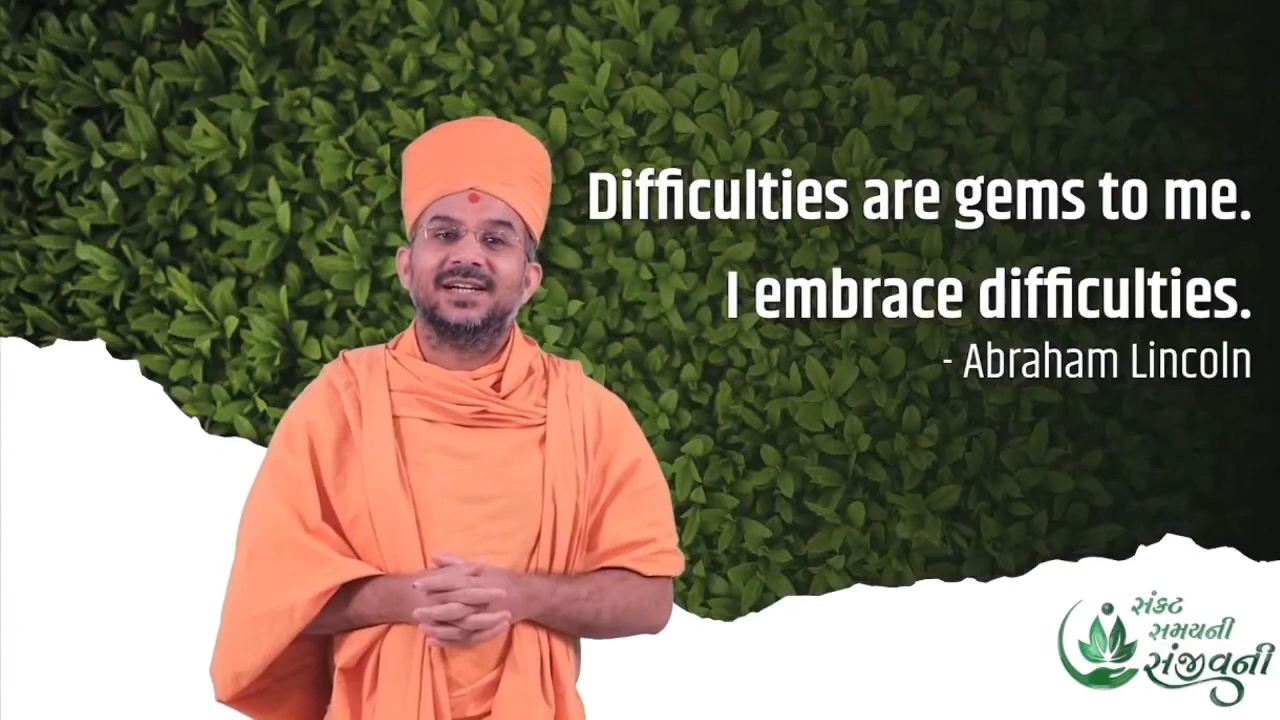 Difficulties are gems to me.
I embrace difficulties.
- Abraham Lincoln
સંકટ
સમયની
સંજીવની